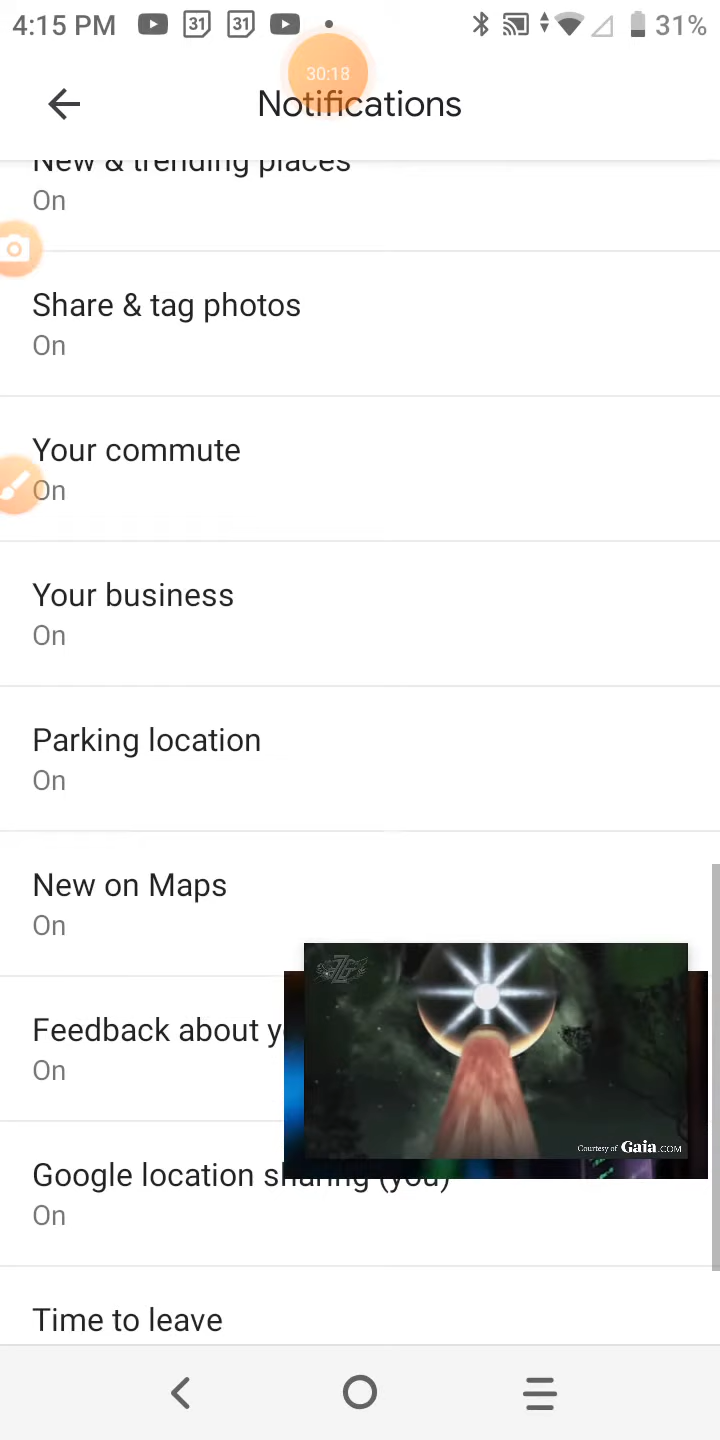 4:15 PM 31 31 31%
30:18
Notifications
New & trending places
On
Share & tag photos
On
Your commute
On
Your business
On
Parking location
On
New on Maps
On
Feedback about
On
Courtesy of Gaia.COM
Google location sharing (you)
On
Time to leave